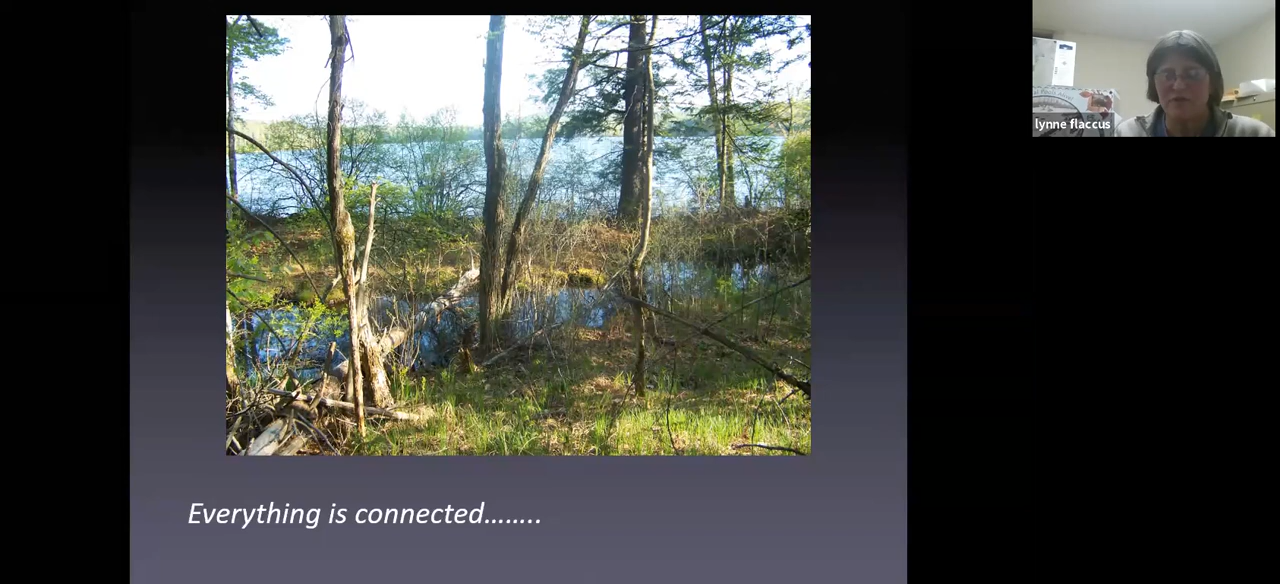 lynne flaccus
Everything is connected........